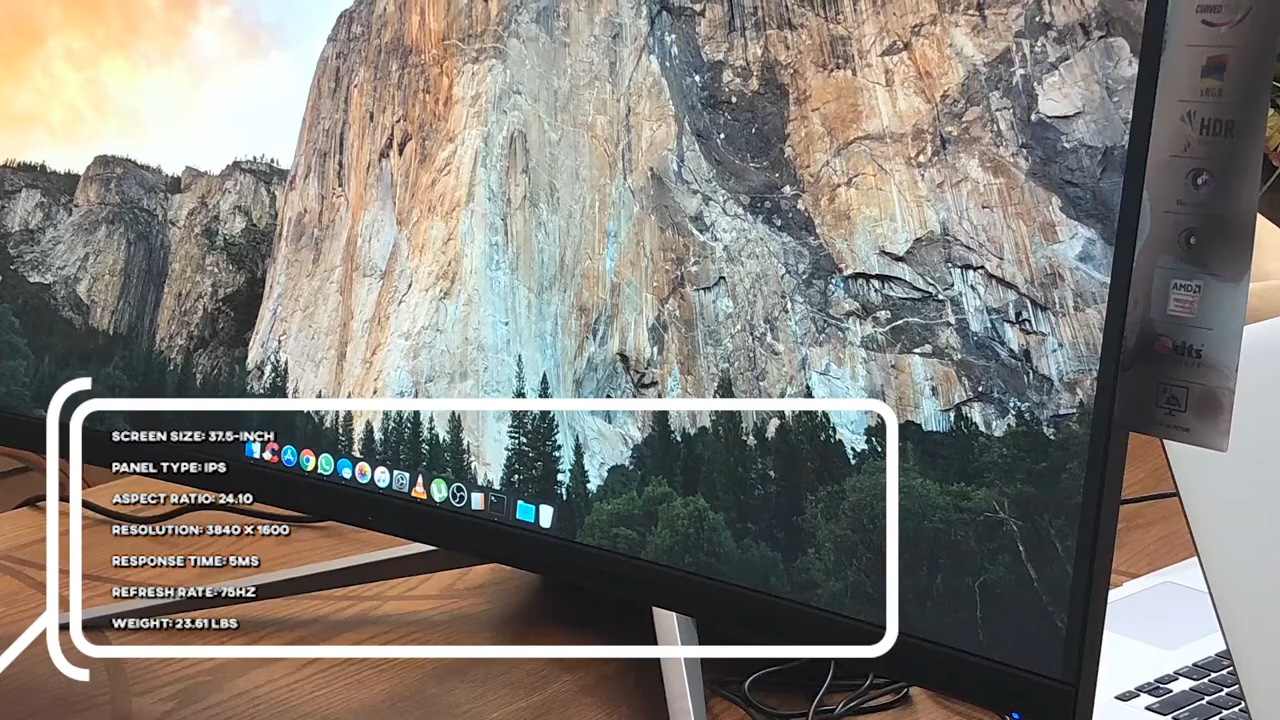 CURVED
sRGB
HDR
AMD
dts
SCREEN SIZE: 37.5-INCH
PANEL TYPE: IPS
ASPECT RATIO: 24.10
RESOLUTION: 3840 X 1600
RESPONSE TIME: 5MS
REFRESH RATE: 75HZ
WEIGHT: 23.61 LBS